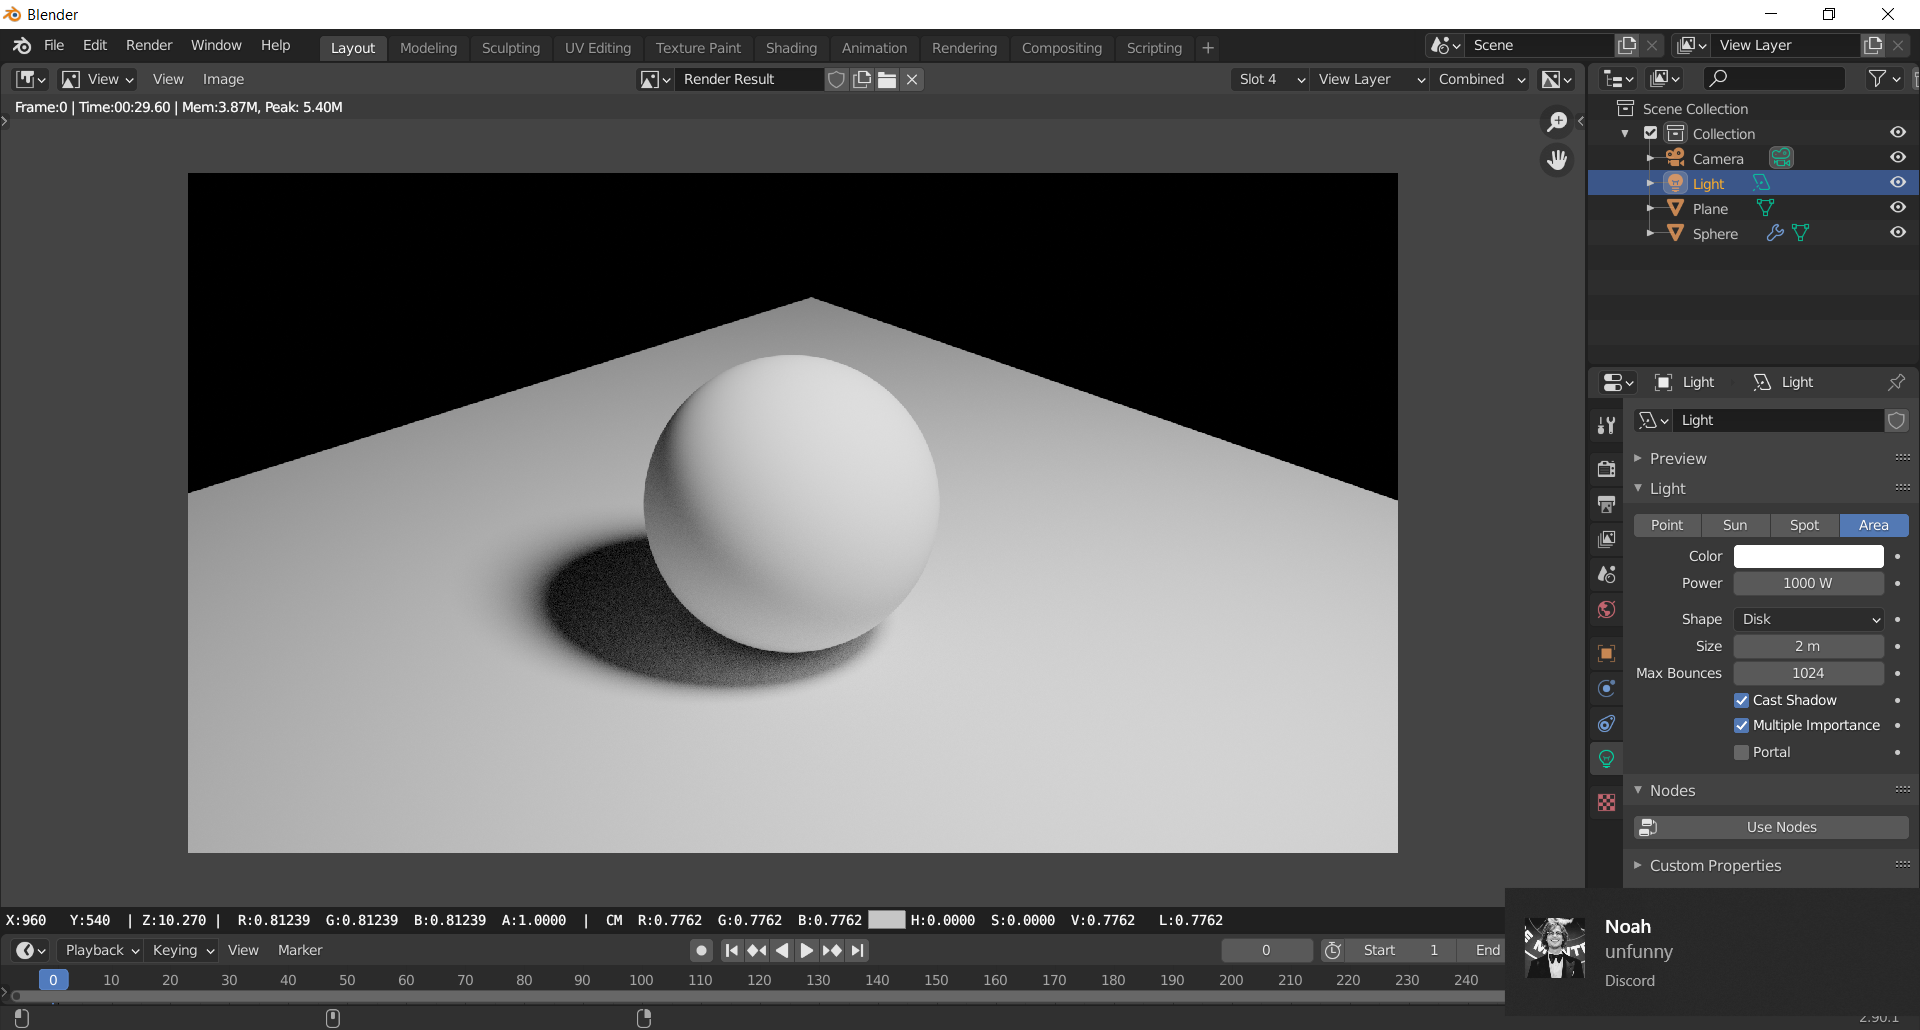 Blender
File Edit Render Window Help Layout Modeling Sculpting UV Editing Texture Paint Shading Animation Rendering Compositing Scripting + Scene View Layer
View View Image Render Result Slot 4 View Layer Combined
Frame:0 | Time:00:29.60 | Mem:3.87M, Peak: 5.40M
Scene Collection
Collection
Camera
Light
Plane
Sphere
Light Light
Light
Preview
Light
Point Sun Spot Area
Color
Power 1000 W
Shape Disk
Size 2 m
Max Bounces 1024
Cast Shadow
Multiple Importance
Portal
Nodes
Use Nodes
Custom Properties
X:960 Y:540 | Z:10.270 | R:0.81239 G:0.81239 B:0.81239 A:1.0000 | CM R:0.7762 G:0.7762 B:0.7762 H:0.0000 S:0.0000 V:0.7762 L:0.7762
Playback Keying View Marker 0 Start 1 End
0 10 20 30 40 50 60 70 80 90 100 110 120 130 140 150 160 170 180 190 200 210 220 230 240
Noah
unfunny
Discord
2.90.1